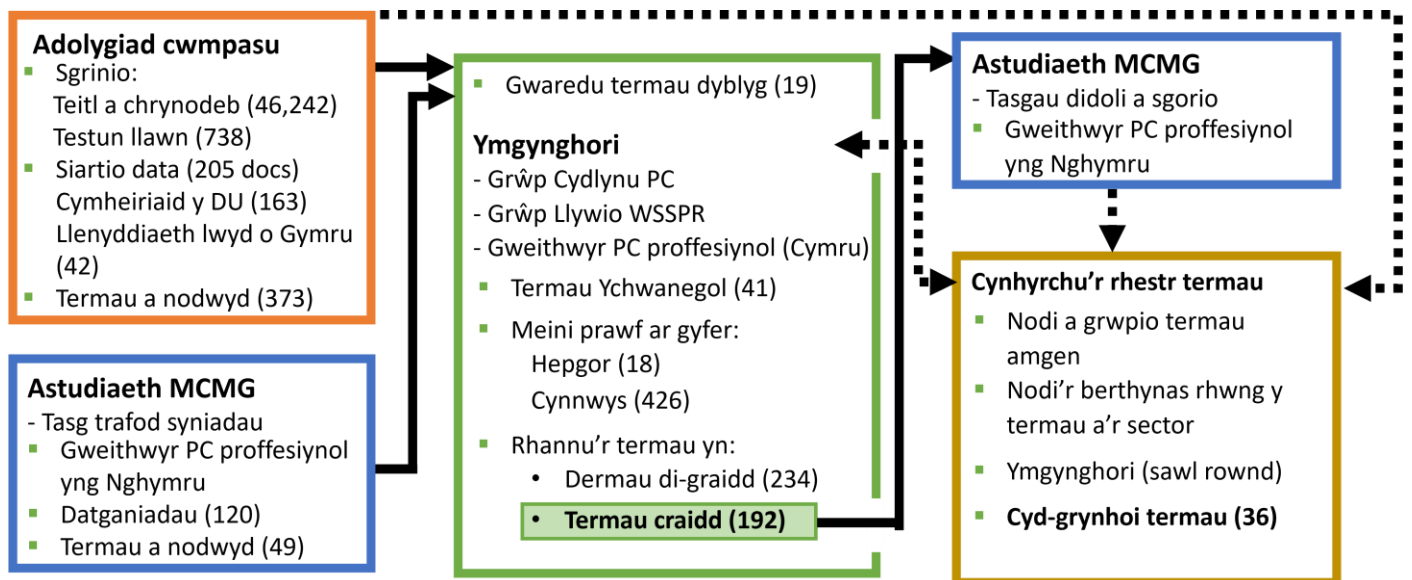 Adolygiad cwmpasu
▪ Sgrinio:
Teitl a chrynodeb (46,242)
Testun llawn (738)
▪ Siartio data (205 docs)
Cymheiriaid y DU (163)
Llenyddiaeth lwyd o Gymru
(42)
▪ Termau a nodwyd (373)
Astudiaeth MCMG
- Tasg trafod syniadau
▪ Gweithwyr PC proffesiynol
yng Nghymru
▪ Datganiadau (120)
▪ Termau a nodwyd (49)
▪ Gwaredu termau dyblyg (19)
Ymgynghori
- Grŵp Cydlynu PC
- Grŵp Llywio WSSPR
- Gweithwyr PC proffesiynol (Cymru)
▪ Termau Ychwanegol (41)
▪ Meini prawf ar gyfer:
Hepgor (18)
Cynnwys (426)
▪ Rhannu'r termau yn:
• Dermau di-graidd (234)
• Termau craidd (192)
Astudiaeth MCMG
- Tasgau didoli a sgorio
▪ Gweithwyr PC proffesiynol
yng Nghymru
Cynhyrchu'r rhestr termau
▪ Nodi a grwpio termau
amgen
▪ Nodi'r berthynas rhwng y
termau a'r sector
▪ Ymgynghori (sawl rownd)
▪ Cyd-grynhoi termau (36)